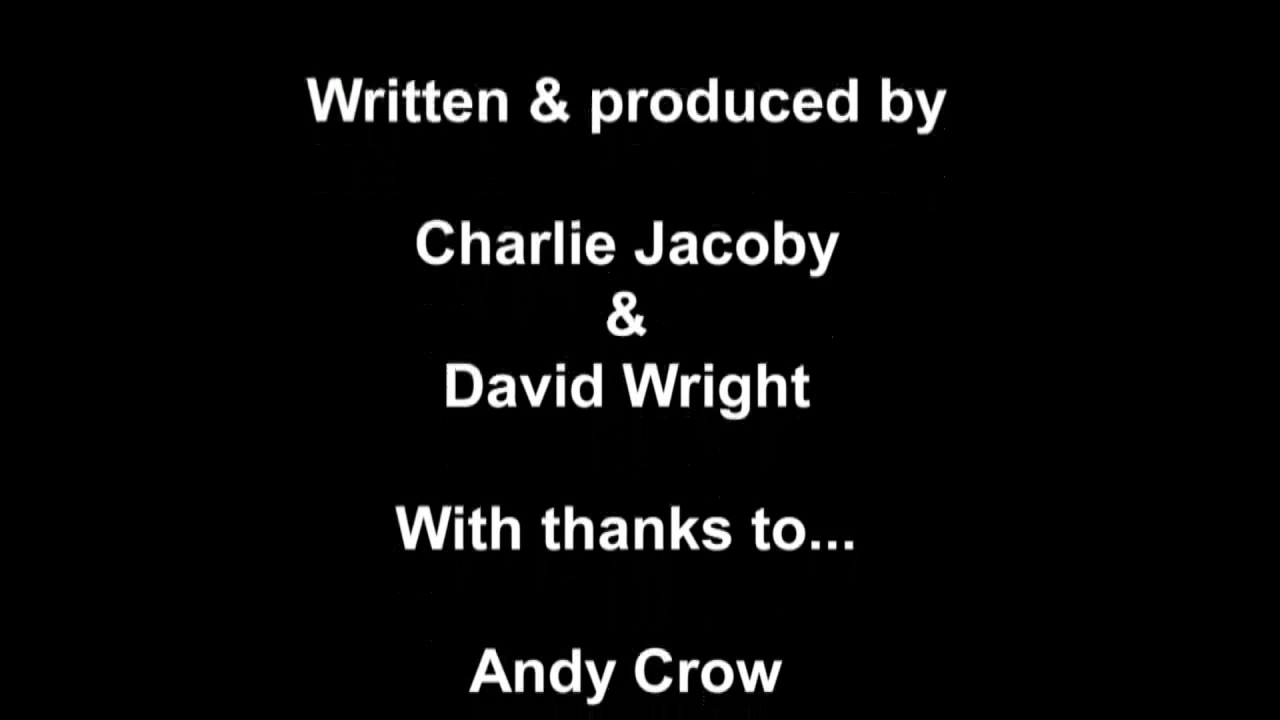 Written & produced by
Charlie Jacoby
&
David Wright
With thanks to...
Andy Crow